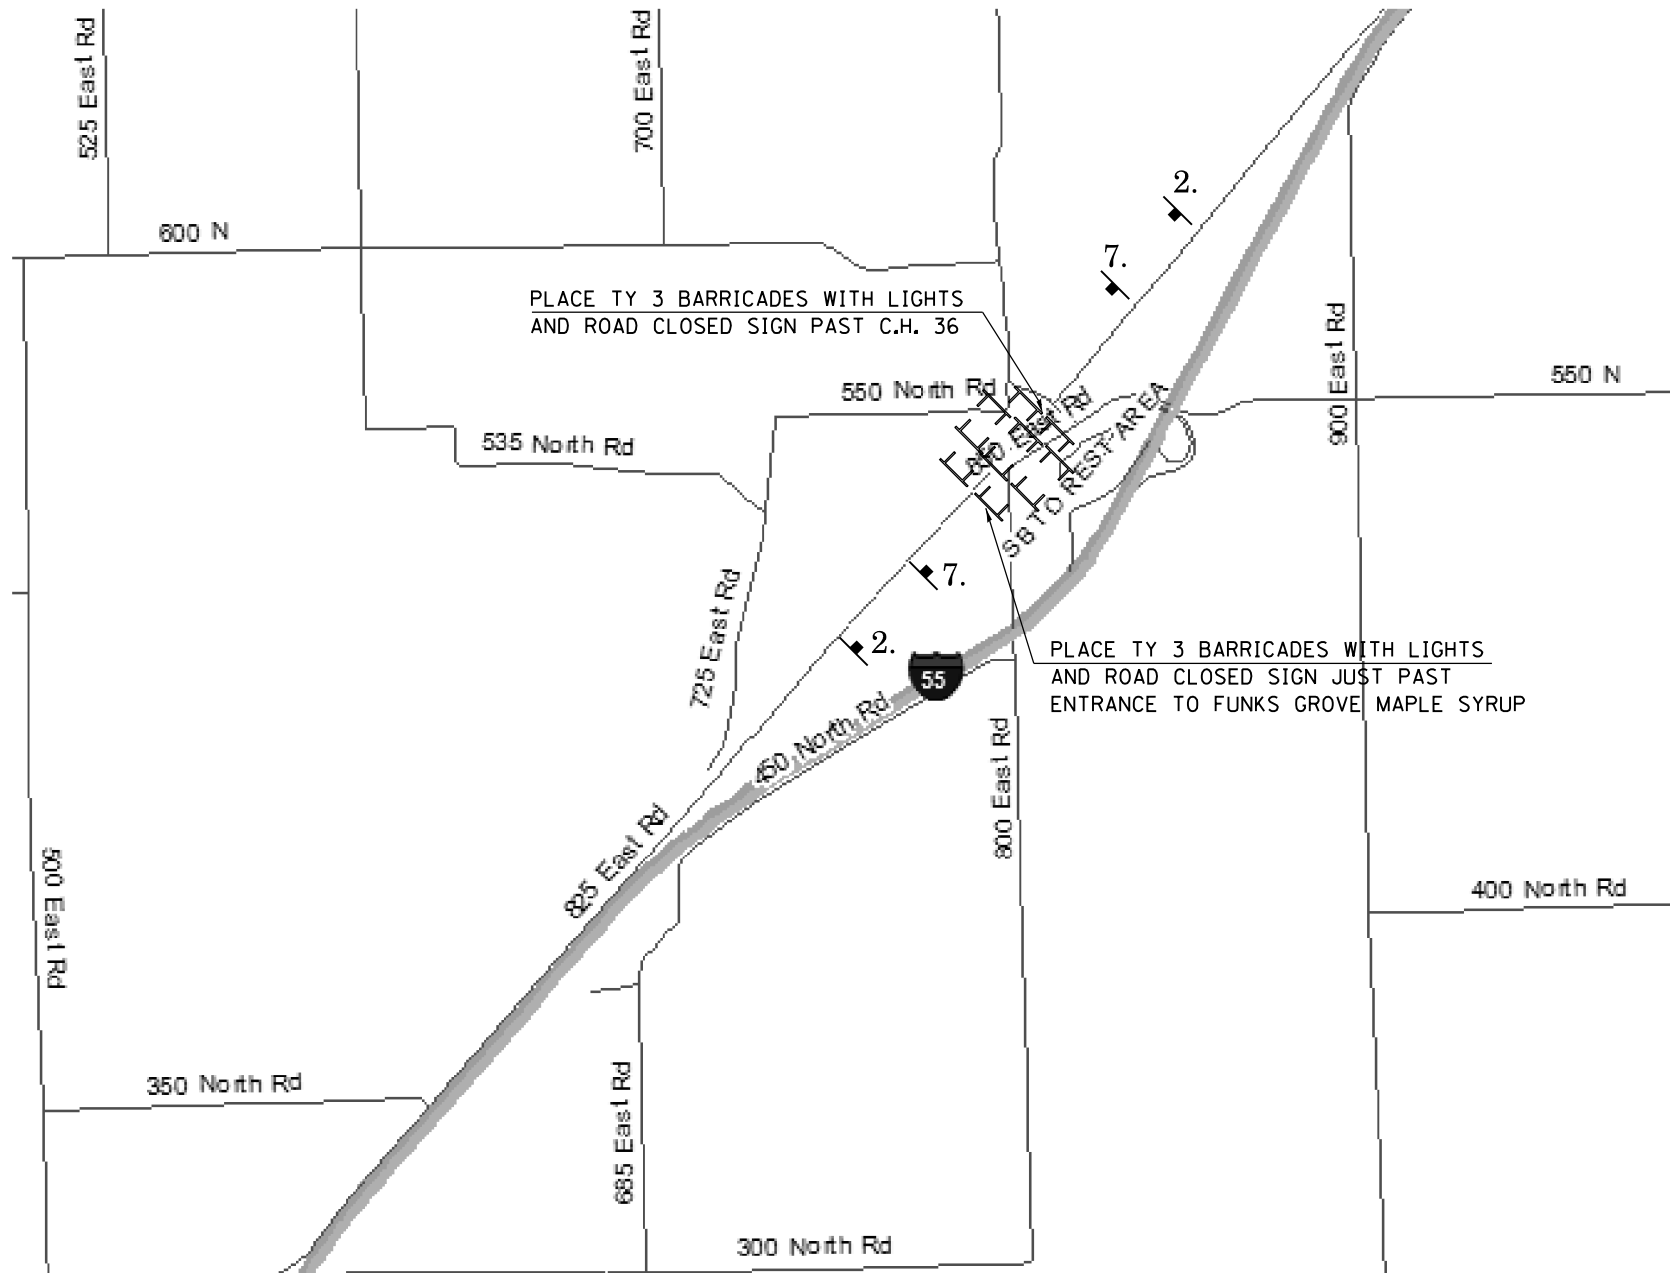 525 East Rd
700 East Rd
2.
600 N
7.
PLACE TY 3 BARRICADES WITH LIGHTS
AND ROAD CLOSED SIGN PAST C.H. 36
900 East Rd
550 N
550 North Rd
850 East Rd
SB TO REST AREA
535 North Rd
7.
725 East Rd
2.
55
PLACE TY 3 BARRICADES WITH LIGHTS
AND ROAD CLOSED SIGN JUST PAST
ENTRANCE TO FUNKS GROVE MAPLE SYRUP
450 North Rd
800 East Rd
825 East Rd
500 East Rd
400 North Rd
350 North Rd
685 East Rd
300 North Rd